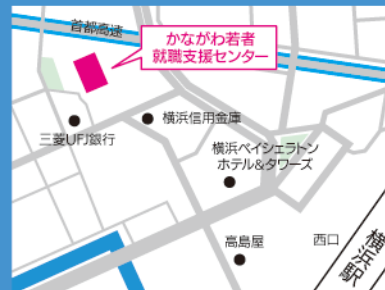 首都高速
かながわ若者
就職支援センター
横浜信用金庫
三菱UFJ銀行
横浜ベイシェラトン
ホテル&タワーズ
高島屋
西口
横浜駅